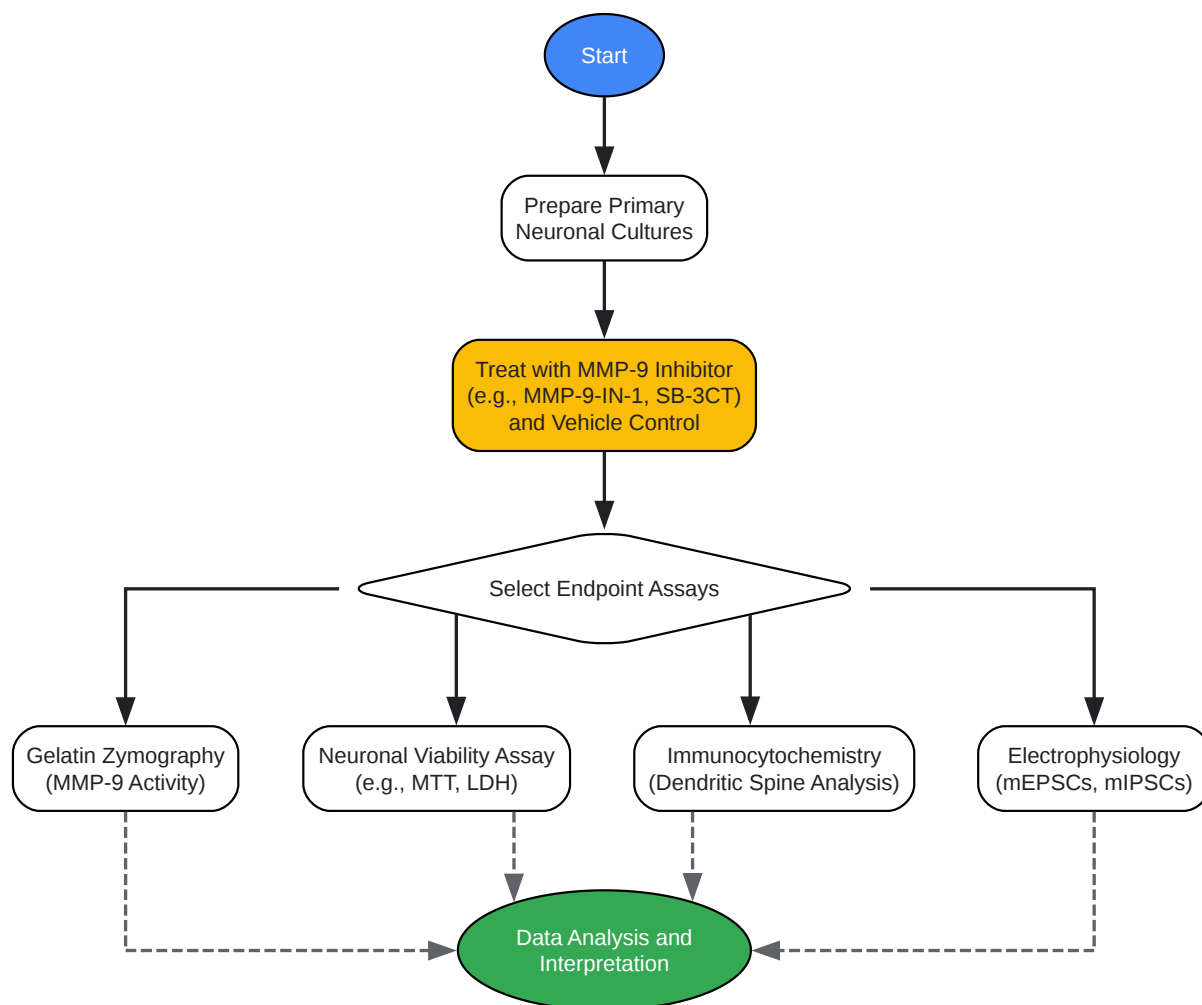 Start
Prepare Primary
Neuronal Cultures
Treat with MMP-9 Inhibitor
(e.g., MMP-9-IN-1, SB-3CT)
and Vehicle Control
Select Endpoint Assays
Gelatin Zymography
(MMP-9 Activity)
Neuronal Viability Assay
(e.g., MTT, LDH)
Immunocytochemistry
(Dendritic Spine Analysis)
Electrophysiology
(mEPSCs, mIPSCs)
Data Analysis and
Interpretation